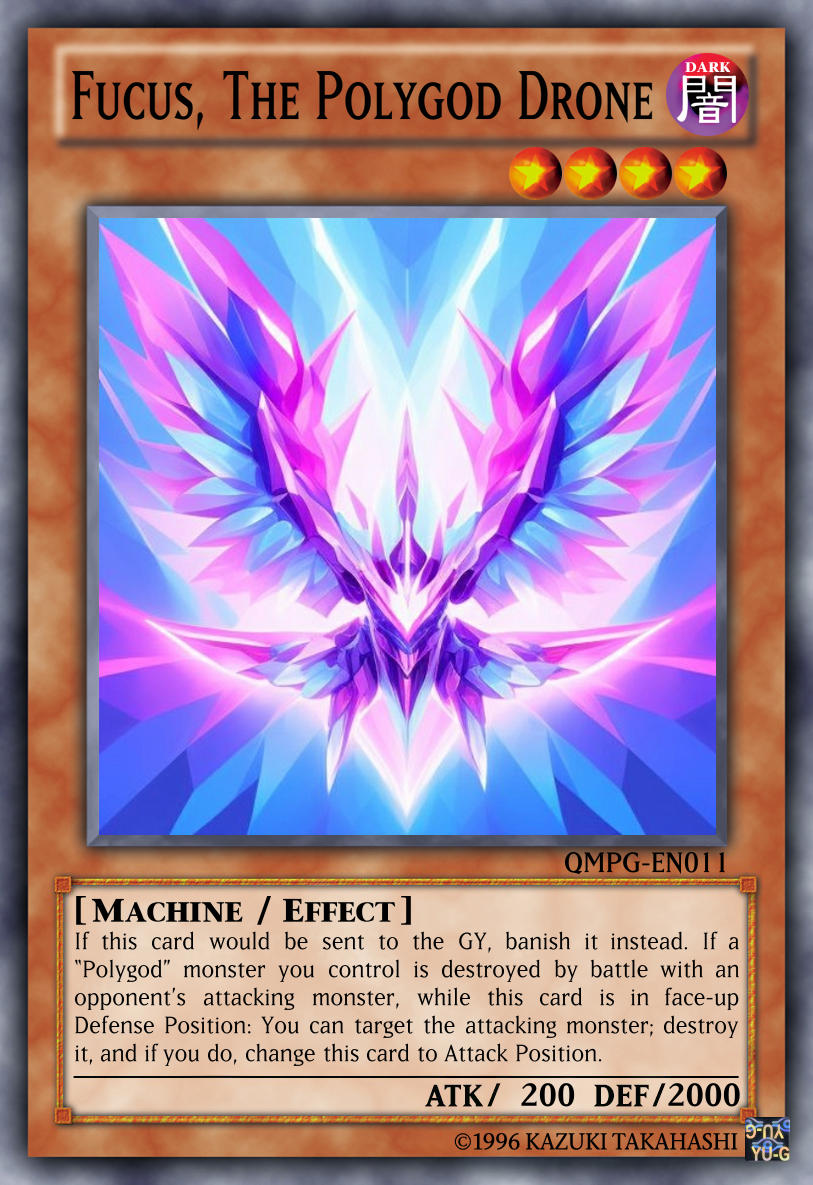 Fucus, The Polygod Drone
DARK
闇
QMPG-EN011
[ Machine / Effect ]
If this card would be sent to the GY, banish it instead. If a
“Polygod” monster you control is destroyed by battle with an
opponent's attacking monster, while this card is in face-up
Defense Position: You can target the attacking monster; destroy
it, and if you do, change this card to Attack Position.
ATK/ 200 DEF/2000
©1996 KAZUKI TAKAHASHI
YU-G
YU-G